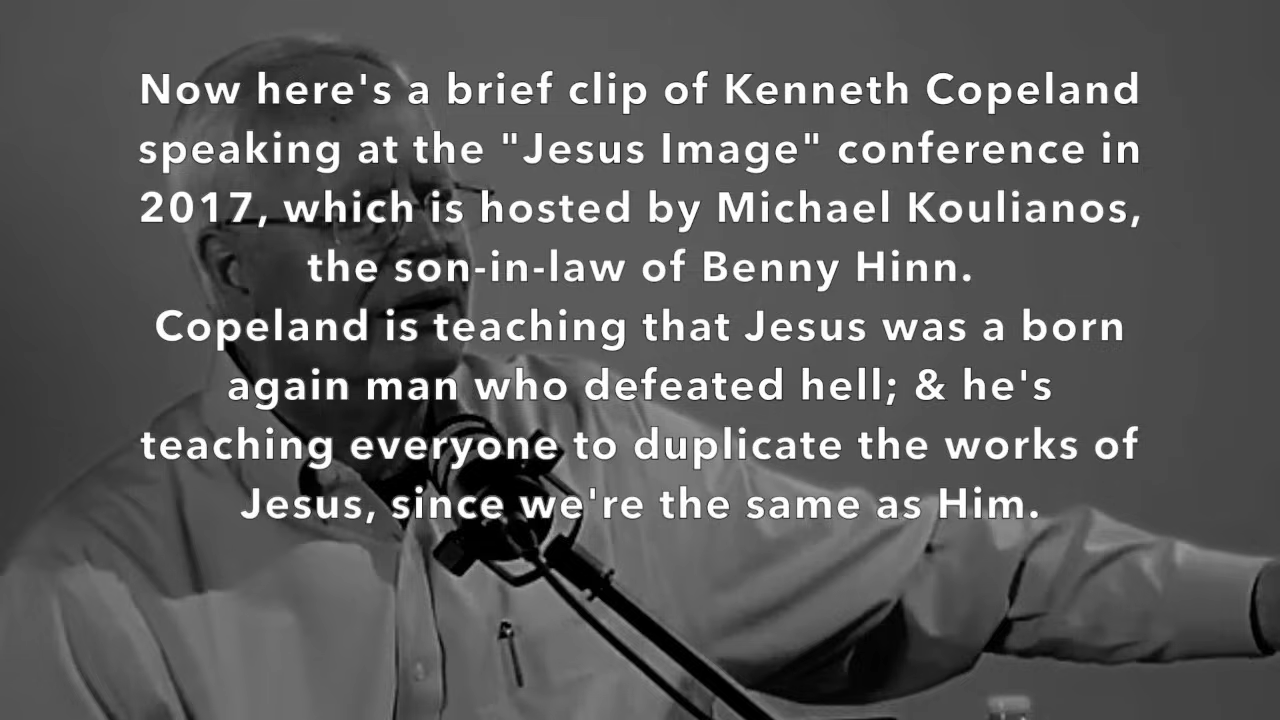 Now here's a brief clip of Kenneth Copeland
speaking at the "Jesus Image" conference in
2017, which is hosted by Michael Koulianos,
the son-in-law of Benny Hinn.
Copeland is teaching that Jesus was a born
again man who defeated hell; & he's
teaching everyone to duplicate the works of
Jesus, since we're the same as Him.